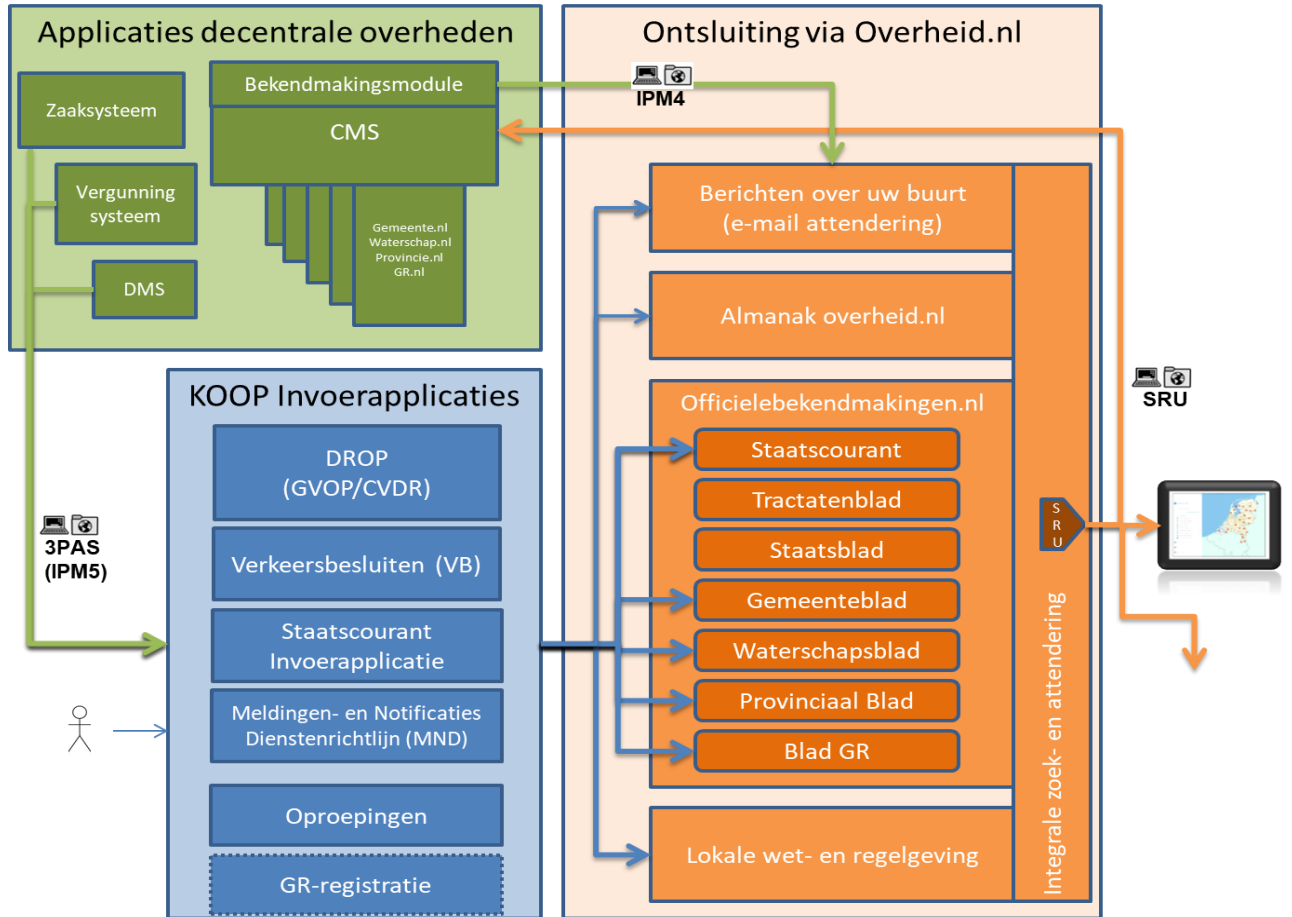 Applicaties decentrale overheden
Zaaksysteem
Bekendmakingsmodule
CMS
Vergunning
systeem
DMS
Gemeente.nl
Waterschap.nl
Provincie.nl
GR.nl
3PAS
(IPM5)
KOOP Invoerapplicaties
DROP
(GVOP/CVDR)
Verkeersbesluiten (VB)
Staatscourant
Invoerapplicatie
Meldingen- en Notificaties
Dienstenrichtlijn (MND)
Oproepingen
GR-registratie
Ontsluiting via Overheid.nl
IPM4
Berichten over uw buurt
(e-mail attendering)
Almanak overheid.nl
Officielebekendmakingen.nl
Staatscourant
Tractatenblad
Staatsblad
Gemeenteblad
Waterschapsblad
Provinciaal Blad
Blad GR
Lokale wet- en regelgeving
Integrale zoek- en attendering
S
R
U
SRU